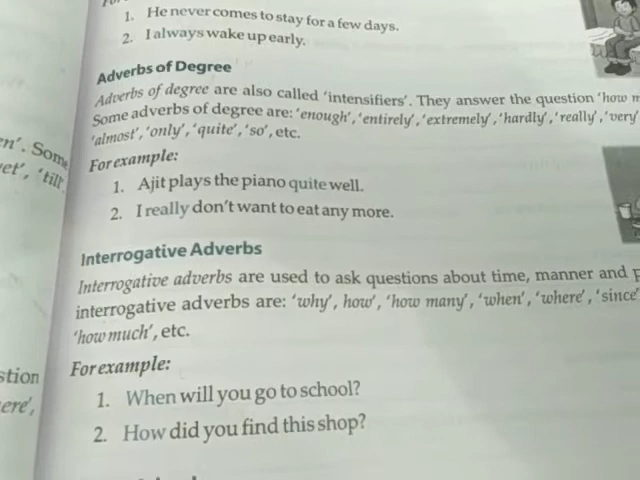 1. He never comes to stay for a few days.
2. I always wake up early.
Adverbs of Degree
Adverbs of degree are also called 'intensifiers'. They answer the question 'how
Some adverbs of degree are: 'enough', 'entirely', 'extremely', 'hardly', 'really', 'very'
'almost', 'only', 'quite', 'so', etc.
en'. Some
For example:
'till'
1. Ajit plays the piano quite well.
2. I really don't want to eat any more.
Interrogative Adverbs
Interrogative adverbs are used to ask questions about time, manner and
interrogative adverbs are: 'why', how', 'how many', 'when', 'where', 'since'
'how much', etc.
For example:
stion
1. When will you go to school?
ere',
2. How did you find this shop?